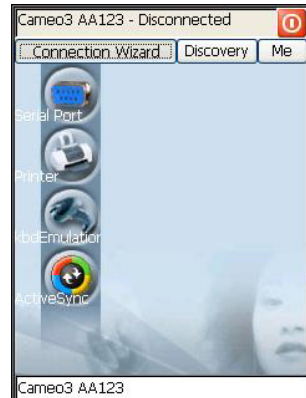 Cameo3 AA123 - Disconnected
Connection Wizard Discovery Me
Serial Port
Printer
kbdEmulation
ActiveSync
Cameo3 AA123